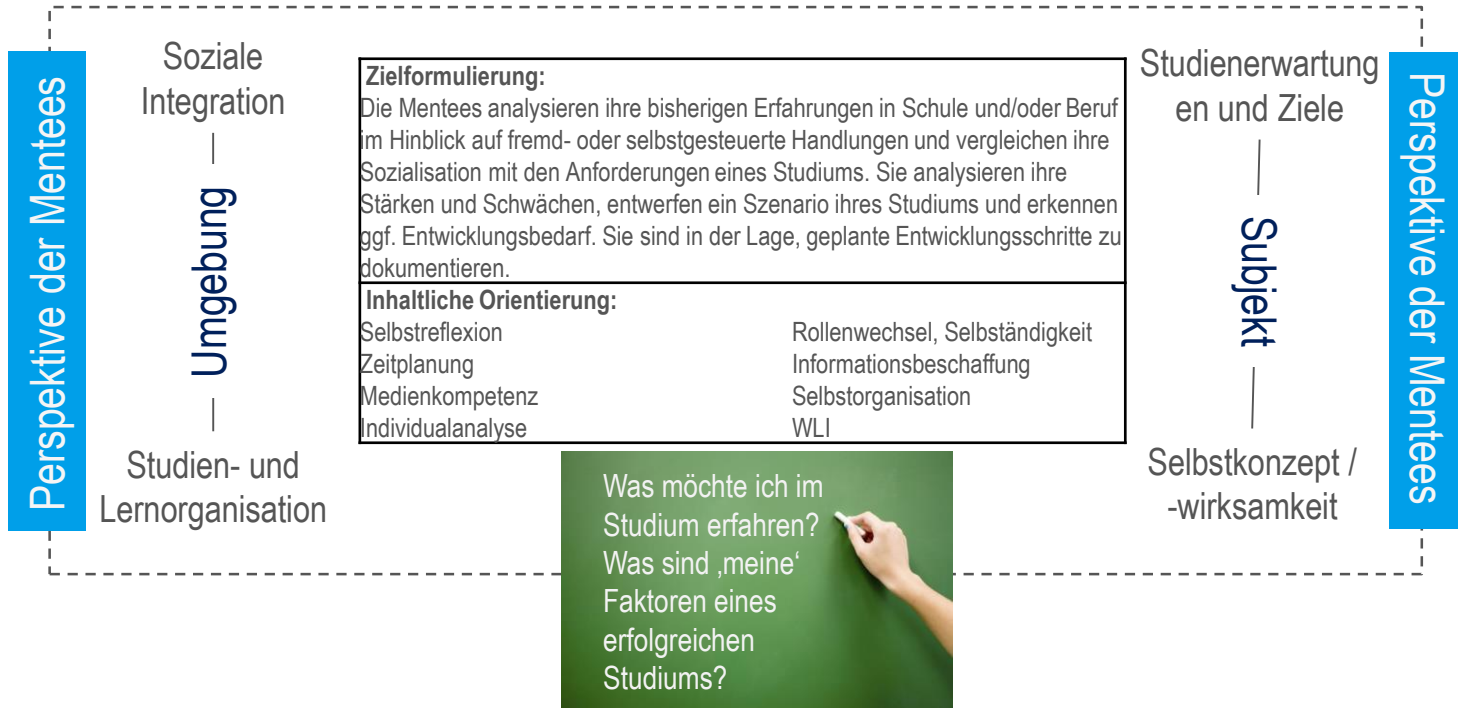 Perspektive der Mentees
Soziale
Integration
Umgebung
Studien- und
Lernorganisation
Zielformulierung:
Die Mentees analysieren ihre bisherigen Erfahrungen in Schule und/oder Beruf
im Hinblick auf fremd- oder selbstgesteuerte Handlungen und vergleichen ihre
Sozialisation mit den Anforderungen eines Studiums. Sie analysieren ihre
Stärken und Schwächen, entwerfen ein Szenario ihres Studiums und erkennen
ggf. Entwicklungsbedarf. Sie sind in der Lage, geplante Entwicklungsschritte zu
dokumentieren.
Inhaltliche Orientierung:
Selbstreflexion Rollenwechsel, Selbständigkeit
Zeitplanung Informationsbeschaffung
Medienkompetenz Selbstorganisation
Individualanalyse WLI
Was möchte ich im
Studium erfahren?
Was sind ‚meine‘
Faktoren eines
erfolgreichen
Studiums?
Studienerwartung
en und Ziele
Subjekt
Selbstkonzept /
-wirksamkeit
Perspektive der Mentees